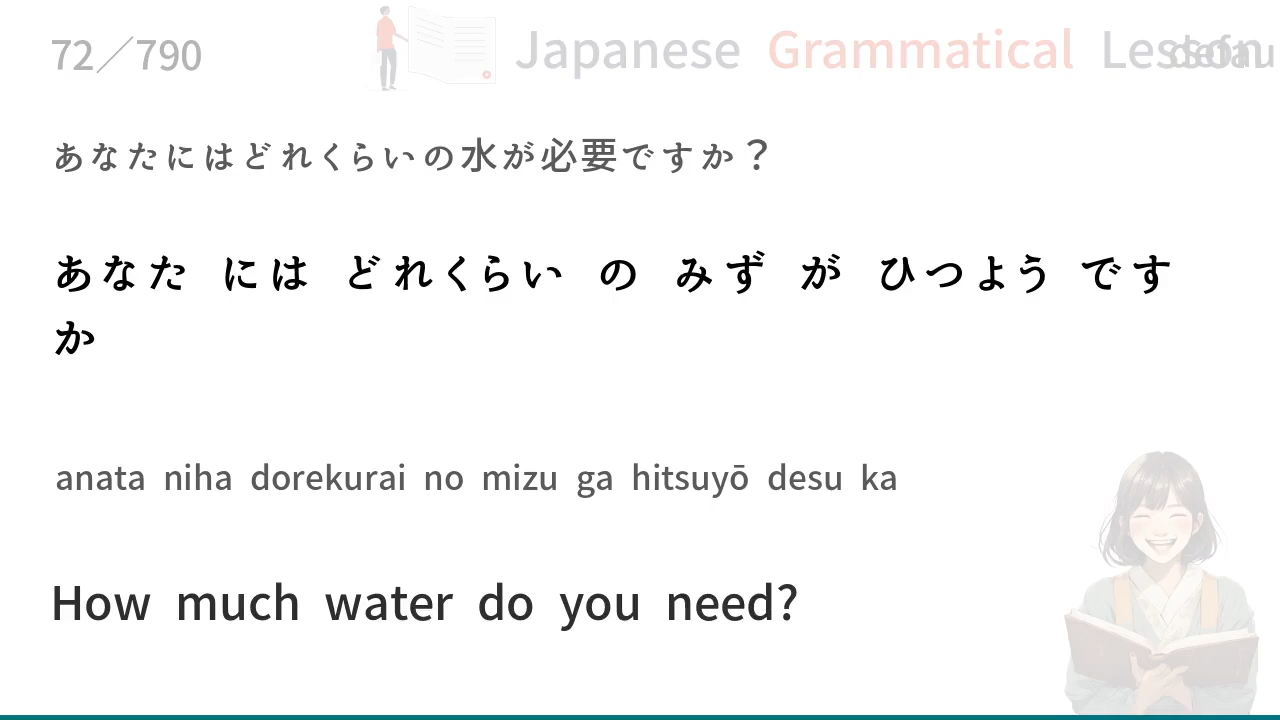 72／790
Japanese Grammatical Lesson
defau
あなたにはどれくらいの水が必要ですか？
あなた には どれくらい の みず が ひつよう です
か
anata niha dorekurai no mizu ga hitsuyō desu ka
How much water do you need?